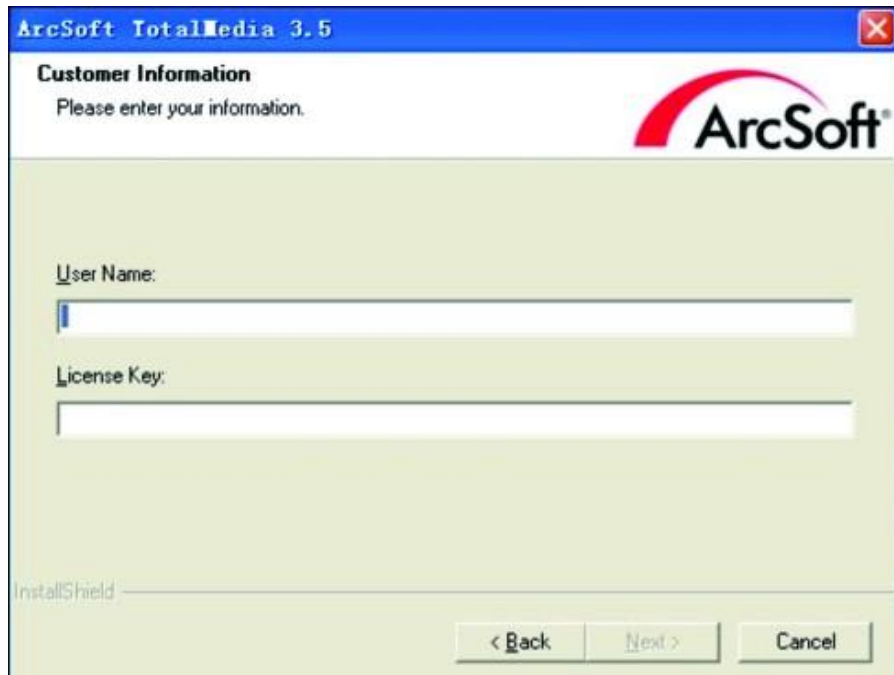 ArcSoft TotalMedia 3.5
Customer Information
Please enter your information.
ArcSoft®
User Name:
License Key:
InstallShield
< Back
Next >
Cancel